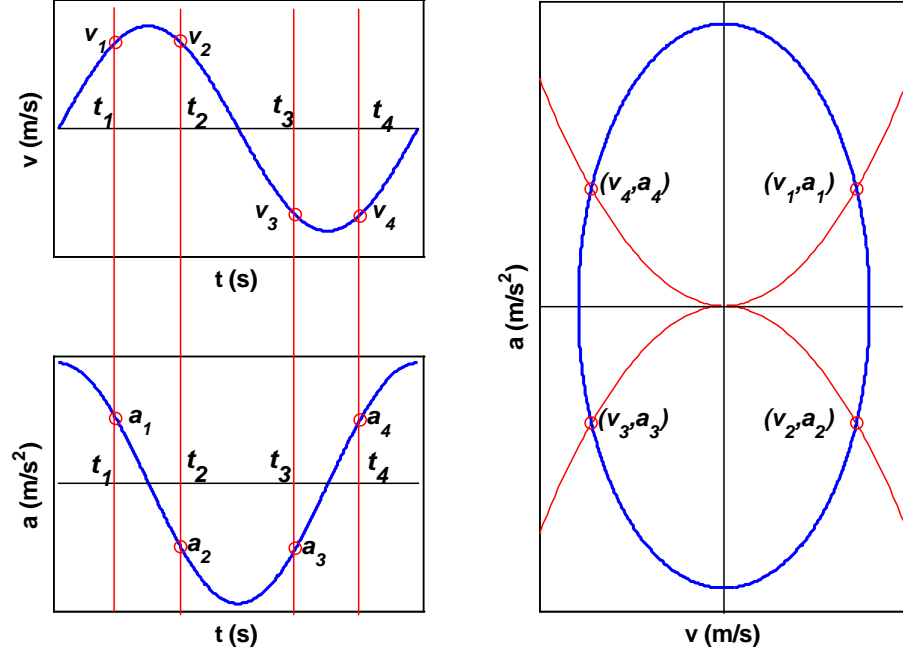 v₁ v₂
t₁ t₂ t₃ t₄
v (m/s)
v₃ v₄
t (s)
a₁ a₄
t₁ t₂ t₃ t₄
a (m/s²)
a₂ a₃
t (s)
(v₄,a₄) (v₁,a₁)
a (m/s²)
(v₃,a₃) (v₂,a₂)
v (m/s)